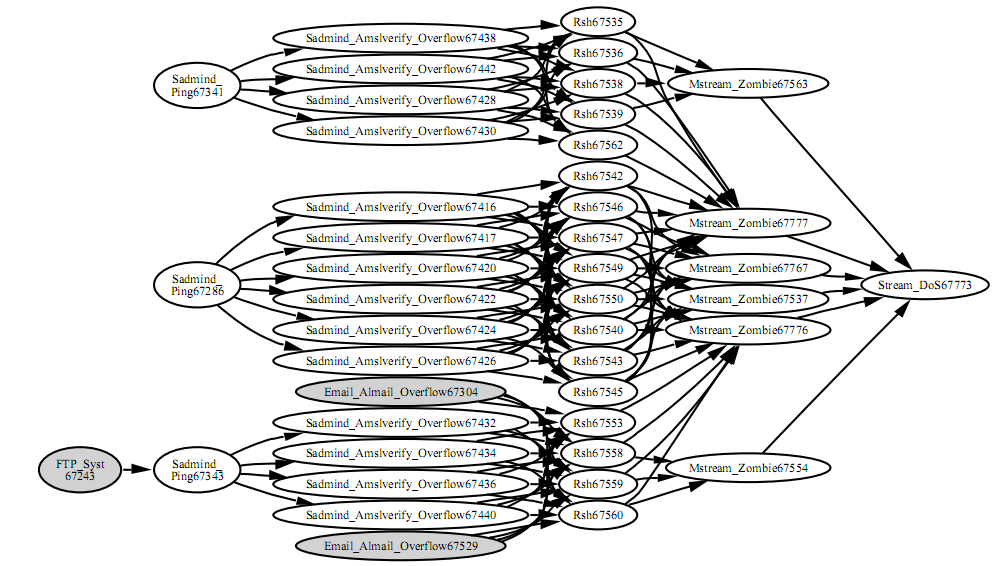 FTP_Syst
67243
Sadmind_
Ping67341
Sadmind_
Ping67286
Sadmind_
Ping67343
Sadmind_Amslverify_Overflow67438
Sadmind_Amslverify_Overflow67442
Sadmind_Amslverify_Overflow67428
Sadmind_Amslverify_Overflow67430
Sadmind_Amslverify_Overflow67416
Sadmind_Amslverify_Overflow67417
Sadmind_Amslverify_Overflow67420
Sadmind_Amslverify_Overflow67422
Sadmind_Amslverify_Overflow67424
Sadmind_Amslverify_Overflow67426
Email_Almail_Overflow67304
Sadmind_Amslverify_Overflow67432
Sadmind_Amslverify_Overflow67434
Sadmind_Amslverify_Overflow67436
Sadmind_Amslverify_Overflow67440
Email_Almail_Overflow67529
Rsh67535
Rsh67536
Rsh67538
Rsh67539
Rsh67562
Rsh67542
Rsh67546
Rsh67547
Rsh67549
Rsh67550
Rsh67540
Rsh67543
Rsh67545
Rsh67553
Rsh67558
Rsh67559
Rsh67560
Mstream_Zombie67563
Mstream_Zombie67777
Mstream_Zombie67767
Mstream_Zombie67537
Mstream_Zombie67776
Mstream_Zombie67554
Stream_DoS67773